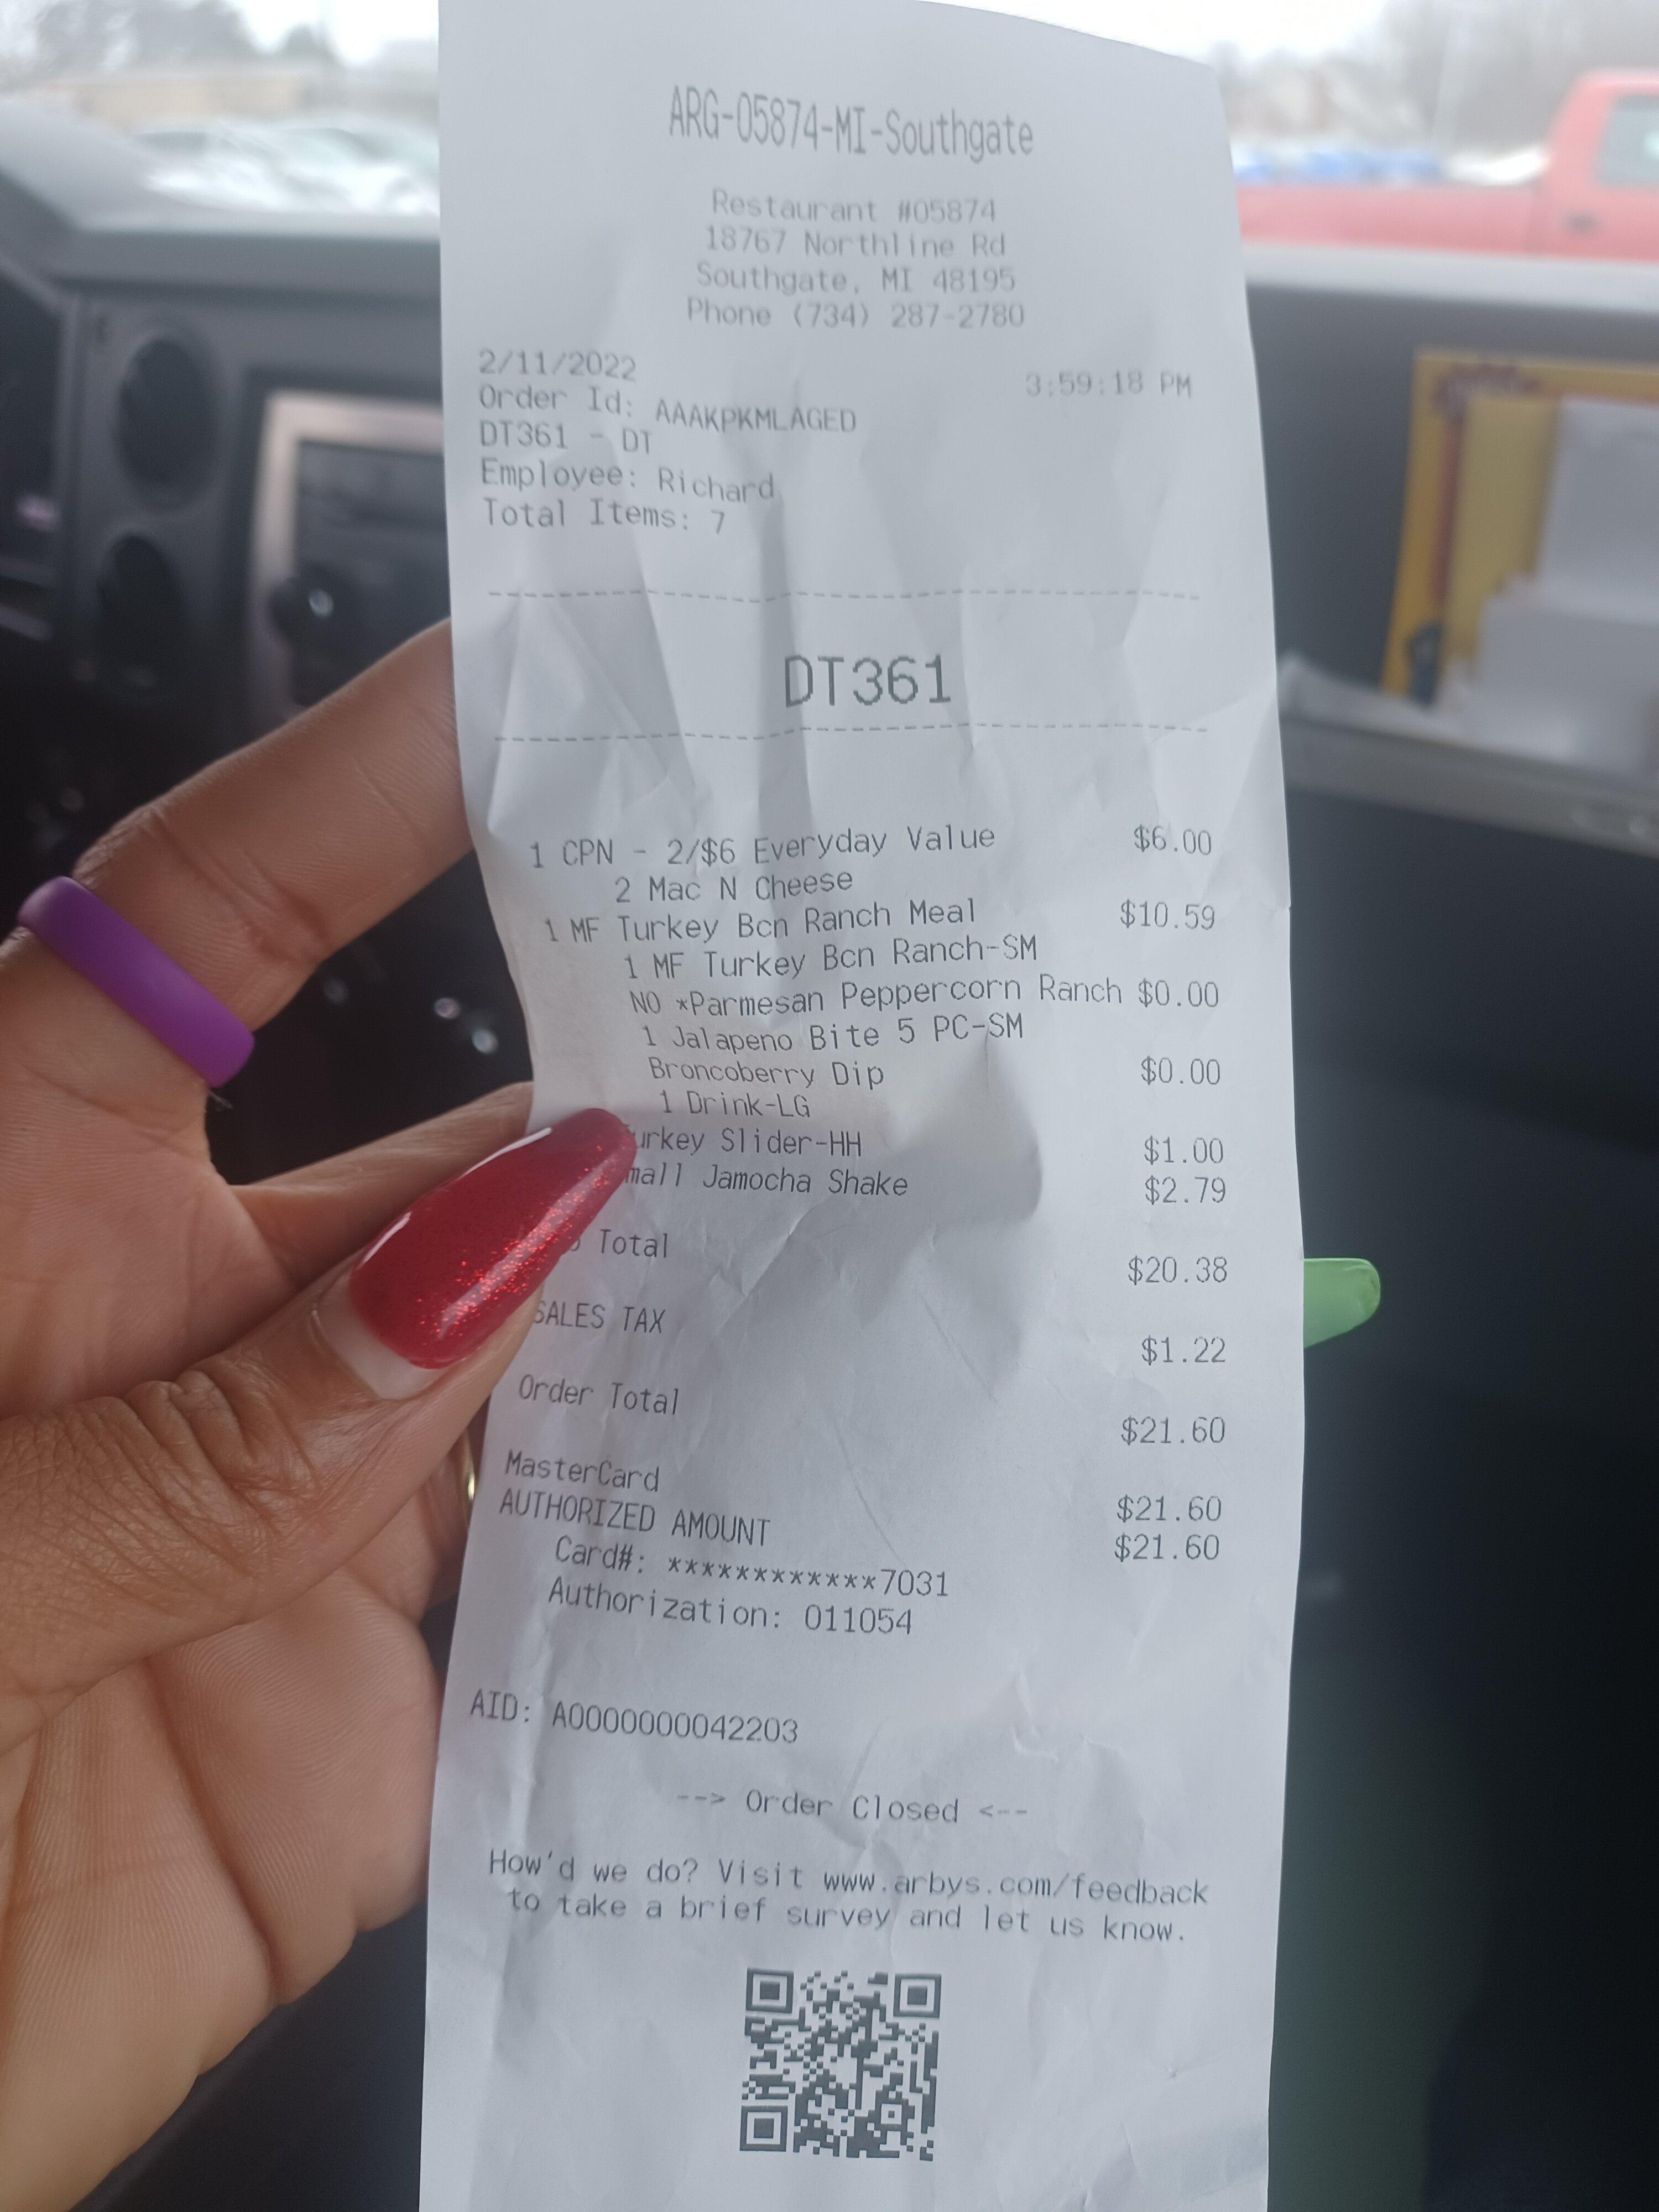 ARG-05874-MI-Southgate
Restaurant #05874
18767 Northline Rd
Southgate, MI 48195
Phone (734) 287-2780
2/11/2022 3:59:18 PM
Order Id: AAAKPKMLAGED
DT361 - DT
Employee: Richard
Total Items: 7
DT361
1 CPN - 2/$6 Everyday Value $6.00
2 Mac N Cheese
1 MF Turkey Bcn Ranch Meal $10.59
1 MF Turkey Bcn Ranch-SM
NO *Parmesan Peppercorn Ranch $0.00
1 Jalapeno Bite 5 PC-SM
Broncoberry Dip $0.00
1 Drink-LG
urkey Slider-HH $1.00
mall Jamocha Shake $2.79
Total $20.38
SALES TAX $1.22
Order Total $21.60
MasterCard $21.60
AUTHORIZED AMOUNT $21.60
Card#: ************7031
Authorization: 011054
AID: A0000000042203
--> Order Closed <--
How'd we do? Visit www.arbys.com/feedback
to take a brief survey and let us know.